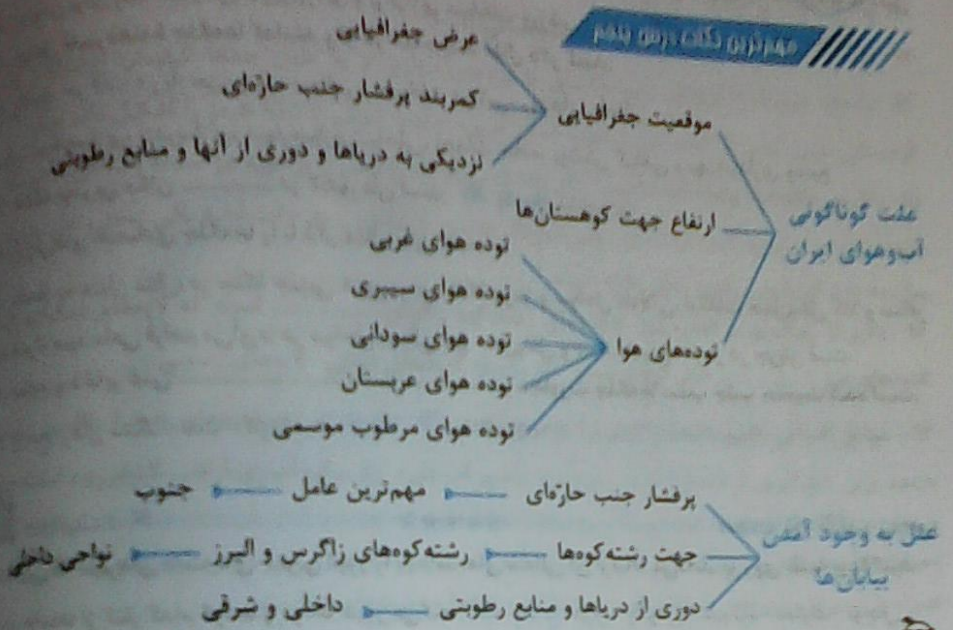 مهم‌ترین نکات درس پنجم
علت گوناگونی
آب‌وهوای ایران
موقعیت جغرافیایی
عرض جغرافیایی
کمربند پرفشار جنب حارّه‌ای
نزدیکی به دریاها و دوری از آنها و منابع رطوبتی
ارتفاع جهت کوهستان‌ها
توده‌های هوا
توده هوای غربی
توده هوای سیبری
توده هوای سودانی
توده هوای عربستان
توده هوای مرطوب موسمی
علل به وجود آمدن
بیابان‌ها
پرفشار جنب حارّه‌ای مهم‌ترین عامل جنوب
جهت رشته‌کوه‌ها رشته‌کوه‌های زاگرس و البرز نواحی داخلی
دوری از دریاها و منابع رطوبتی داخلی و شرقی